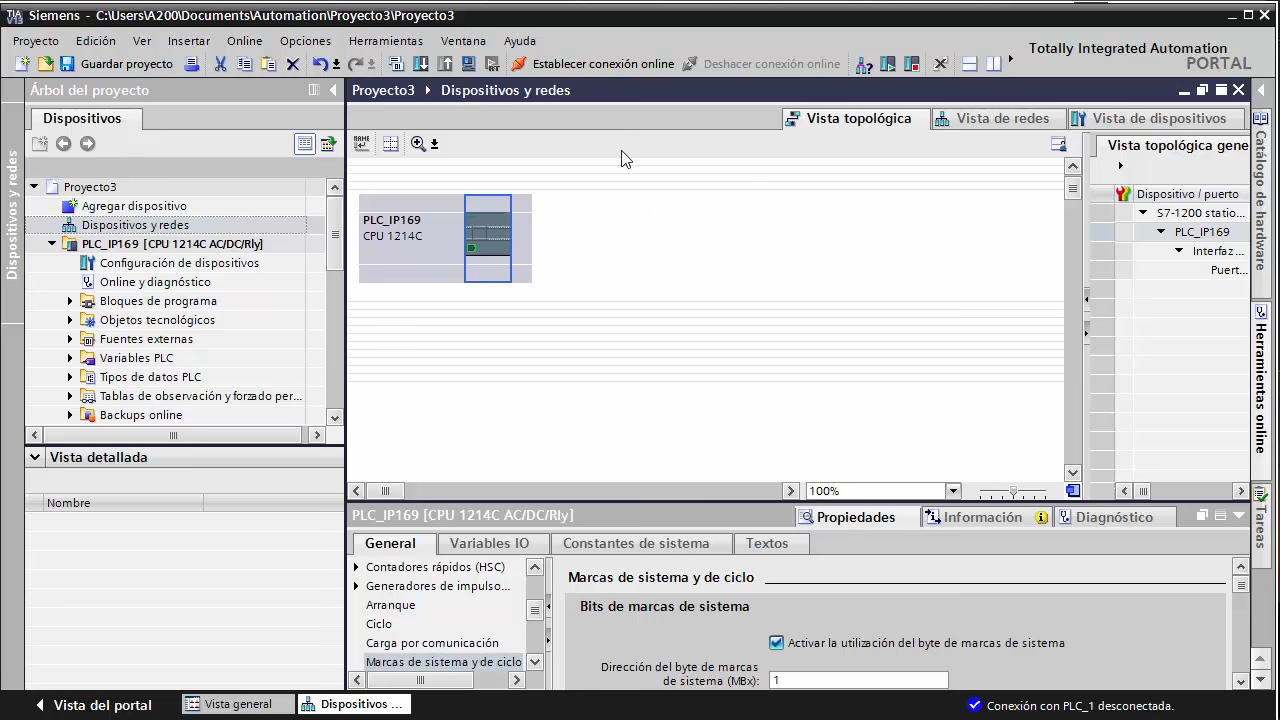 TIA V13 Siemens - C:\Users\A200\Documents\Automation\Proyecto3\Proyecto3
Proyecto Edición Ver Insertar Online Opciones Herramientas Ventana Ayuda
Totally Integrated Automation
PORTAL
Guardar proyecto Establecer conexión online Deshacer conexión online
Árbol del proyecto
Proyecto3 Dispositivos y redes
Dispositivos
Vista topológica Vista de redes Vista de dispositivos
NAME
Vista topológica gene
Dispositivos y redes
Proyecto3
Agregar dispositivo
Dispositivos y redes
PLC_IP169 [CPU 1214C AC/DC/Rly]
Configuración de dispositivos
Online y diagnóstico
Bloques de programa
Objetos tecnológicos
Fuentes externas
Variables PLC
Tipos de datos PLC
Tablas de observación y forzado per...
Backups online
PLC_IP169
CPU 1214C
Dispositivo / puerto
S7-1200 statio...
PLC_IP169
Interfaz...
Puert...
Catálogo de hardware
Herramientas online
Tareas
Vista detallada
Nombre
100%
PLC_IP169 [CPU 1214C AC/DC/Rly]
Propiedades Información Diagnóstico
General Variables IO Constantes de sistema Textos
Contadores rápidos (HSC)
Generadores de impulso...
Arranque
Ciclo
Carga por comunicación
Marcas de sistema y de ciclo
Marcas de sistema y de ciclo
Bits de marcas de sistema
Activar la utilización del byte de marcas de sistema
Dirección del byte de marcas
de sistema (MBx): 1
Vista del portal Vista general Dispositivos ... Conexión con PLC_1 desconectada.